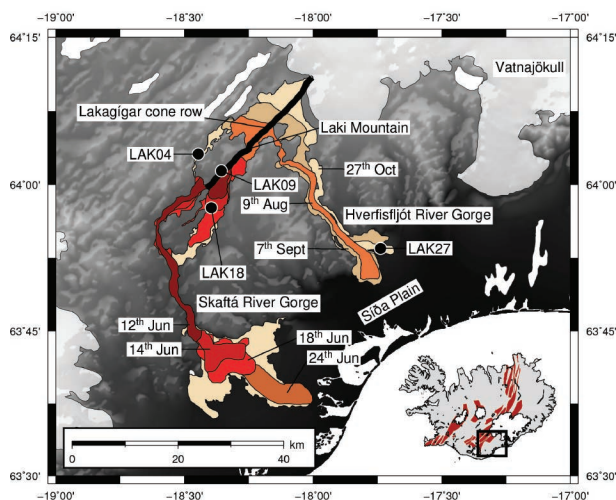 −19°00' −18°30' −18°00' −17°30' −17°00'
64°15' 64°15'
Vatnajökull
Lakagígar cone row
Laki Mountain
LAK04
27th Oct
LAK09
64°00' 64°00'
9th Aug
Hverfisfljót River Gorge
7th Sept LAK27
LAK18
Síða Plain
Skaftá River Gorge
12th Jun
63°45' 63°45'
18th Jun
14th Jun
24th Jun
km
0 20 40
63°30' 63°30'
−19°00' −18°30' −18°00' −17°30' −17°00'